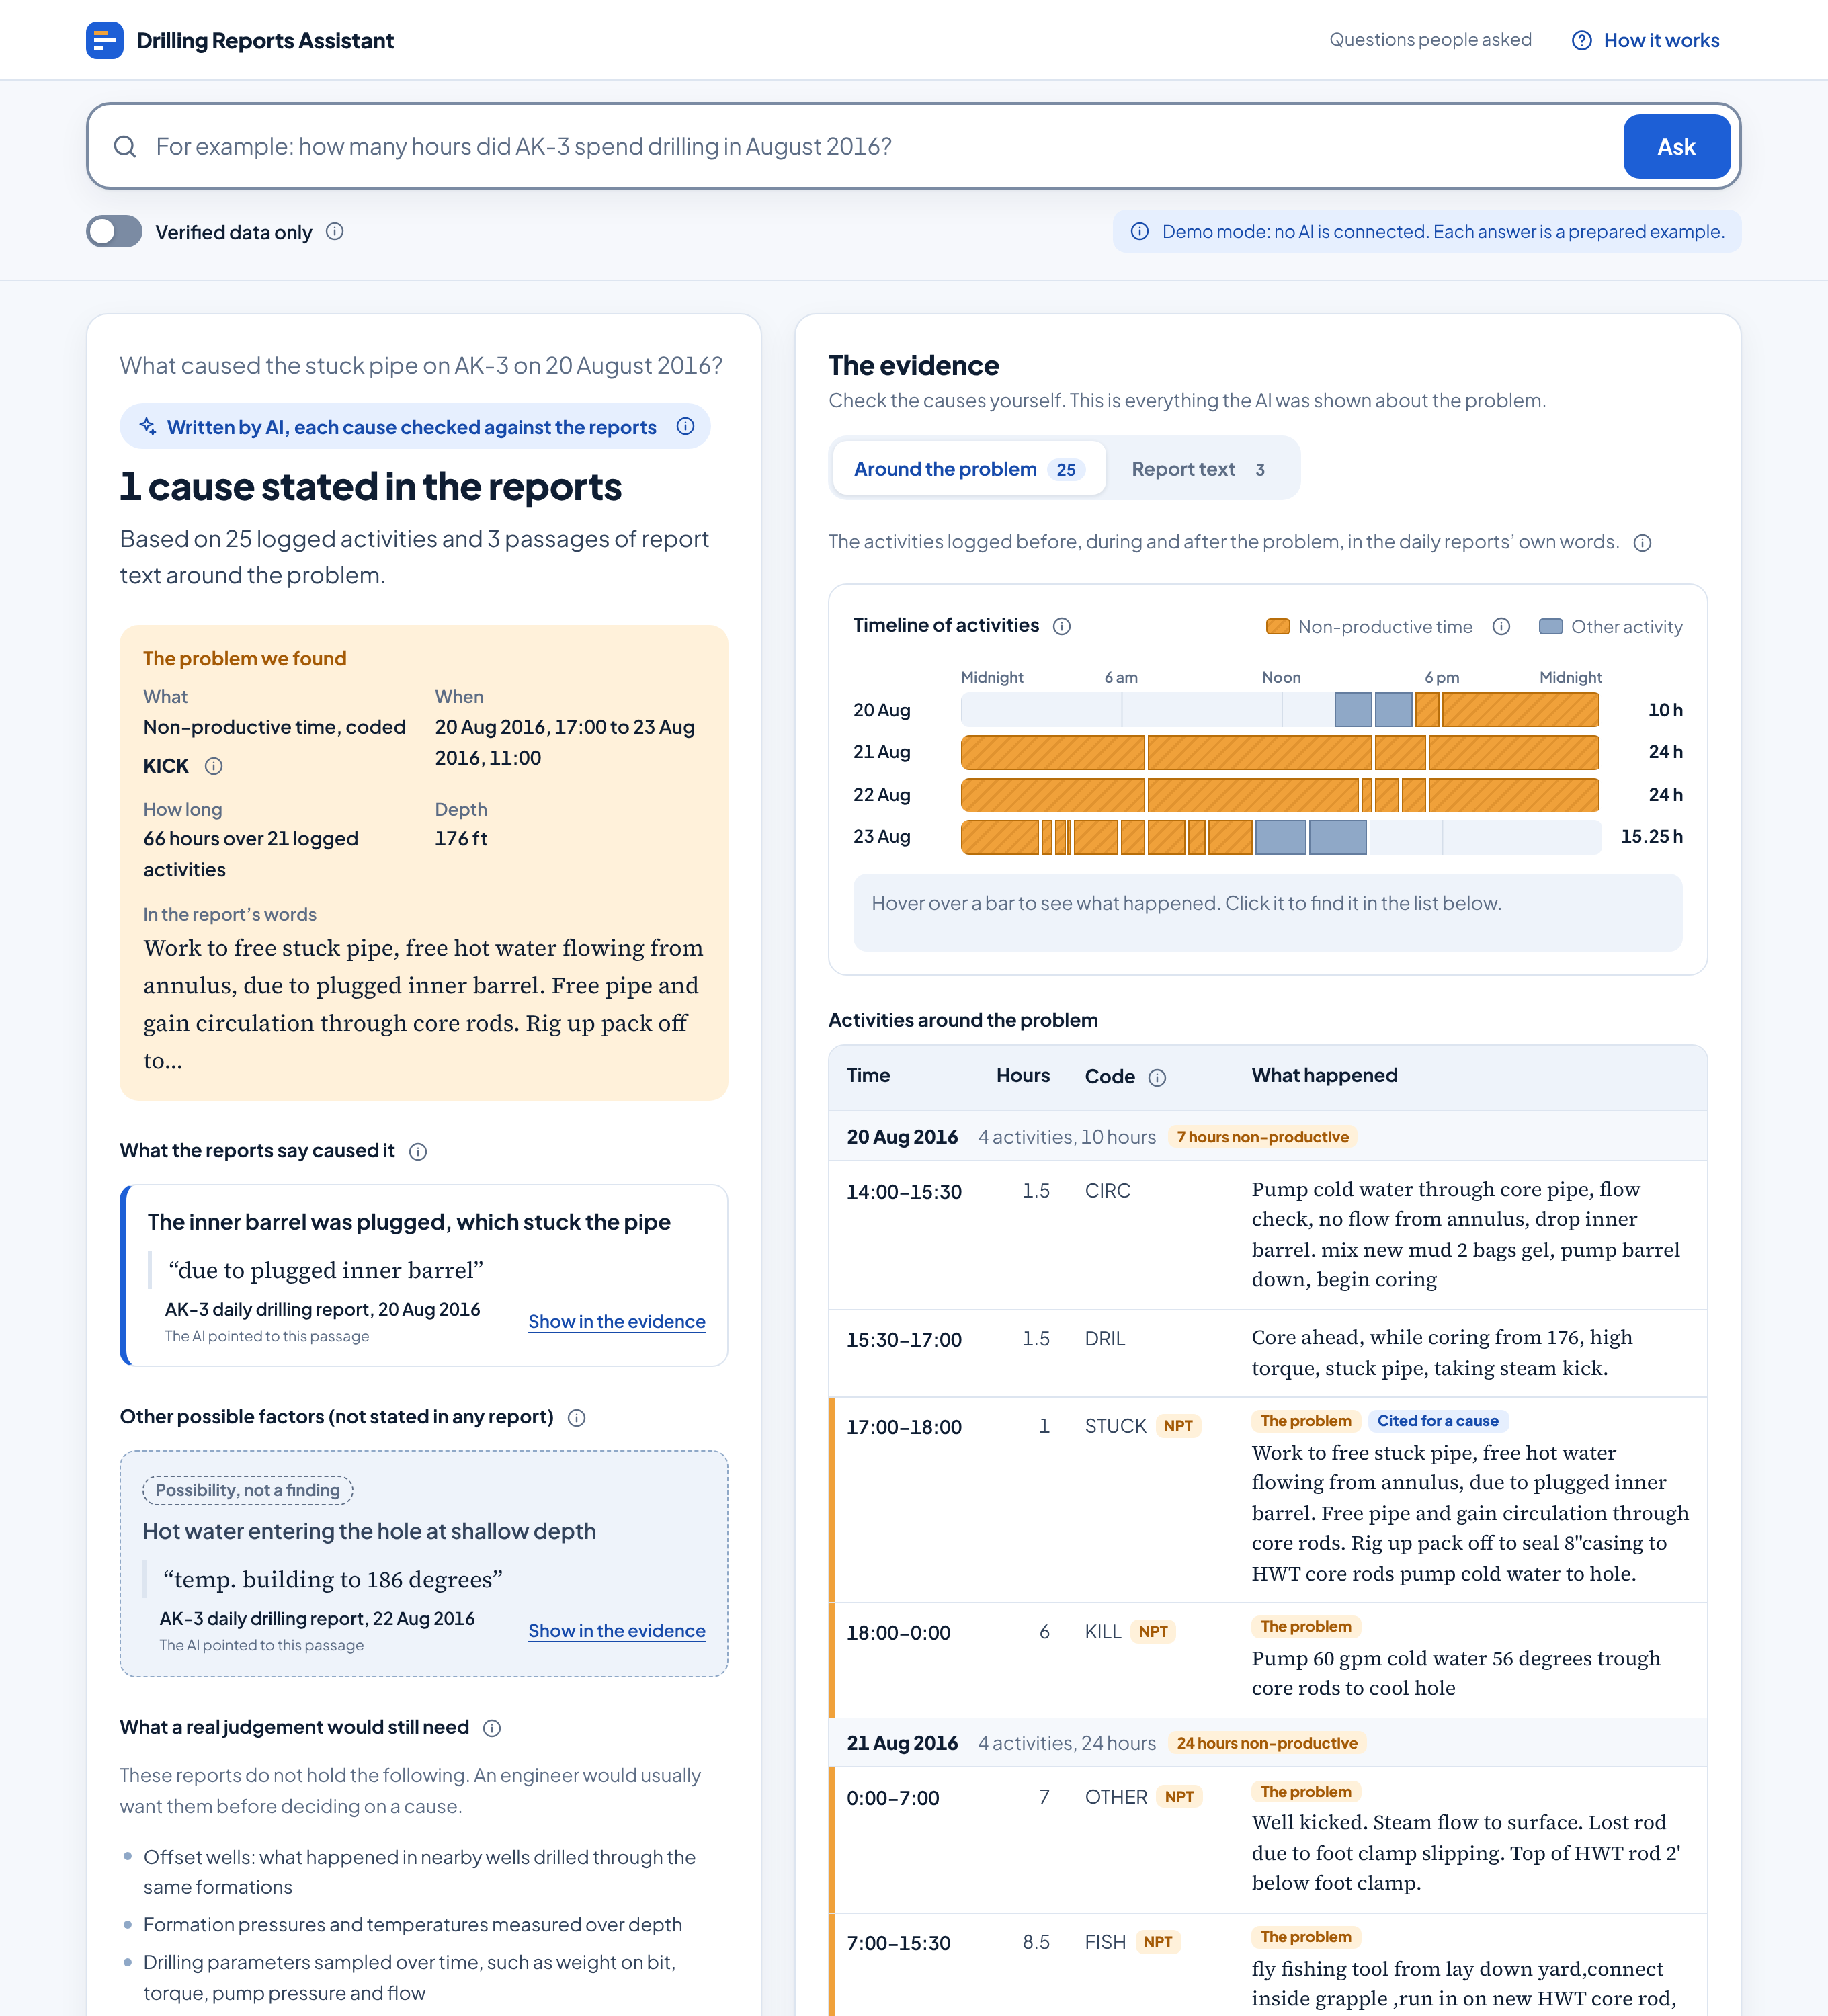 Drilling Reports Assistant
Questions people asked
How it works
For example: how many hours did AK-3 spend drilling in August 2016?
Ask
Verified data only
Demo mode: no AI is connected. Each answer is a prepared example.
What caused the stuck pipe on AK-3 on 20 August 2016?
Written by AI, each cause checked against the reports
1 cause stated in the reports
Based on 25 logged activities and 3 passages of report
text around the problem.
The problem we found
What
Non-productive time, coded
KICK
When
20 Aug 2016, 17:00 to 23 Aug
2016, 11:00
How long
66 hours over 21 logged
activities
Depth
176 ft
In the report’s words
Work to free stuck pipe, free hot water flowing from
annulus, due to plugged inner barrel. Free pipe and
gain circulation through core rods. Rig up pack off
to...
What the reports say caused it
The inner barrel was plugged, which stuck the pipe
“due to plugged inner barrel”
AK-3 daily drilling report, 20 Aug 2016
The AI pointed to this passage
Show in the evidence
Other possible factors (not stated in any report)
Possibility, not a finding
Hot water entering the hole at shallow depth
“temp. building to 186 degrees”
AK-3 daily drilling report, 22 Aug 2016
The AI pointed to this passage
Show in the evidence
What a real judgement would still need
These reports do not hold the following. An engineer would usually
want them before deciding on a cause.
Offset wells: what happened in nearby wells drilled through the
same formations
Formation pressures and temperatures measured over depth
Drilling parameters sampled over time, such as weight on bit,
torque, pump pressure and flow
The evidence
Check the causes yourself. This is everything the AI was shown about the problem.
Around the problem 25
Report text 3
The activities logged before, during and after the problem, in the daily reports’ own words.
Timeline of activities
Non-productive time
Other activity
Midnight 6 am Noon 6 pm Midnight
20 Aug 10 h
21 Aug 24 h
22 Aug 24 h
23 Aug 15.25 h
Hover over a bar to see what happened. Click it to find it in the list below.
Activities around the problem
Time Hours Code What happened
20 Aug 2016 4 activities, 10 hours 7 hours non-productive
14:00–15:30 1.5 CIRC Pump cold water through core pipe, flow
check, no flow from annulus, drop inner
barrel. mix new mud 2 bags gel, pump barrel
down, begin coring
15:30–17:00 1.5 DRIL Core ahead, while coring from 176, high
torque, stuck pipe, taking steam kick.
17:00–18:00 1 STUCK NPT The problem Cited for a cause
Work to free stuck pipe, free hot water
flowing from annulus, due to plugged inner
barrel. Free pipe and gain circulation through
core rods. Rig up pack off to seal 8"casing to
HWT core rods pump cold water to hole.
18:00–0:00 6 KILL NPT The problem
Pump 60 gpm cold water 56 degrees trough
core rods to cool hole
21 Aug 2016 4 activities, 24 hours 24 hours non-productive
0:00–7:00 7 OTHER NPT The problem
Well kicked. Steam flow to surface. Lost rod
due to foot clamp slipping. Top of HWT rod 2'
below foot clamp.
7:00–15:30 8.5 FISH NPT The problem
fly fishing tool from lay down yard,connect
inside grapple ,run in on new HWT core rod,